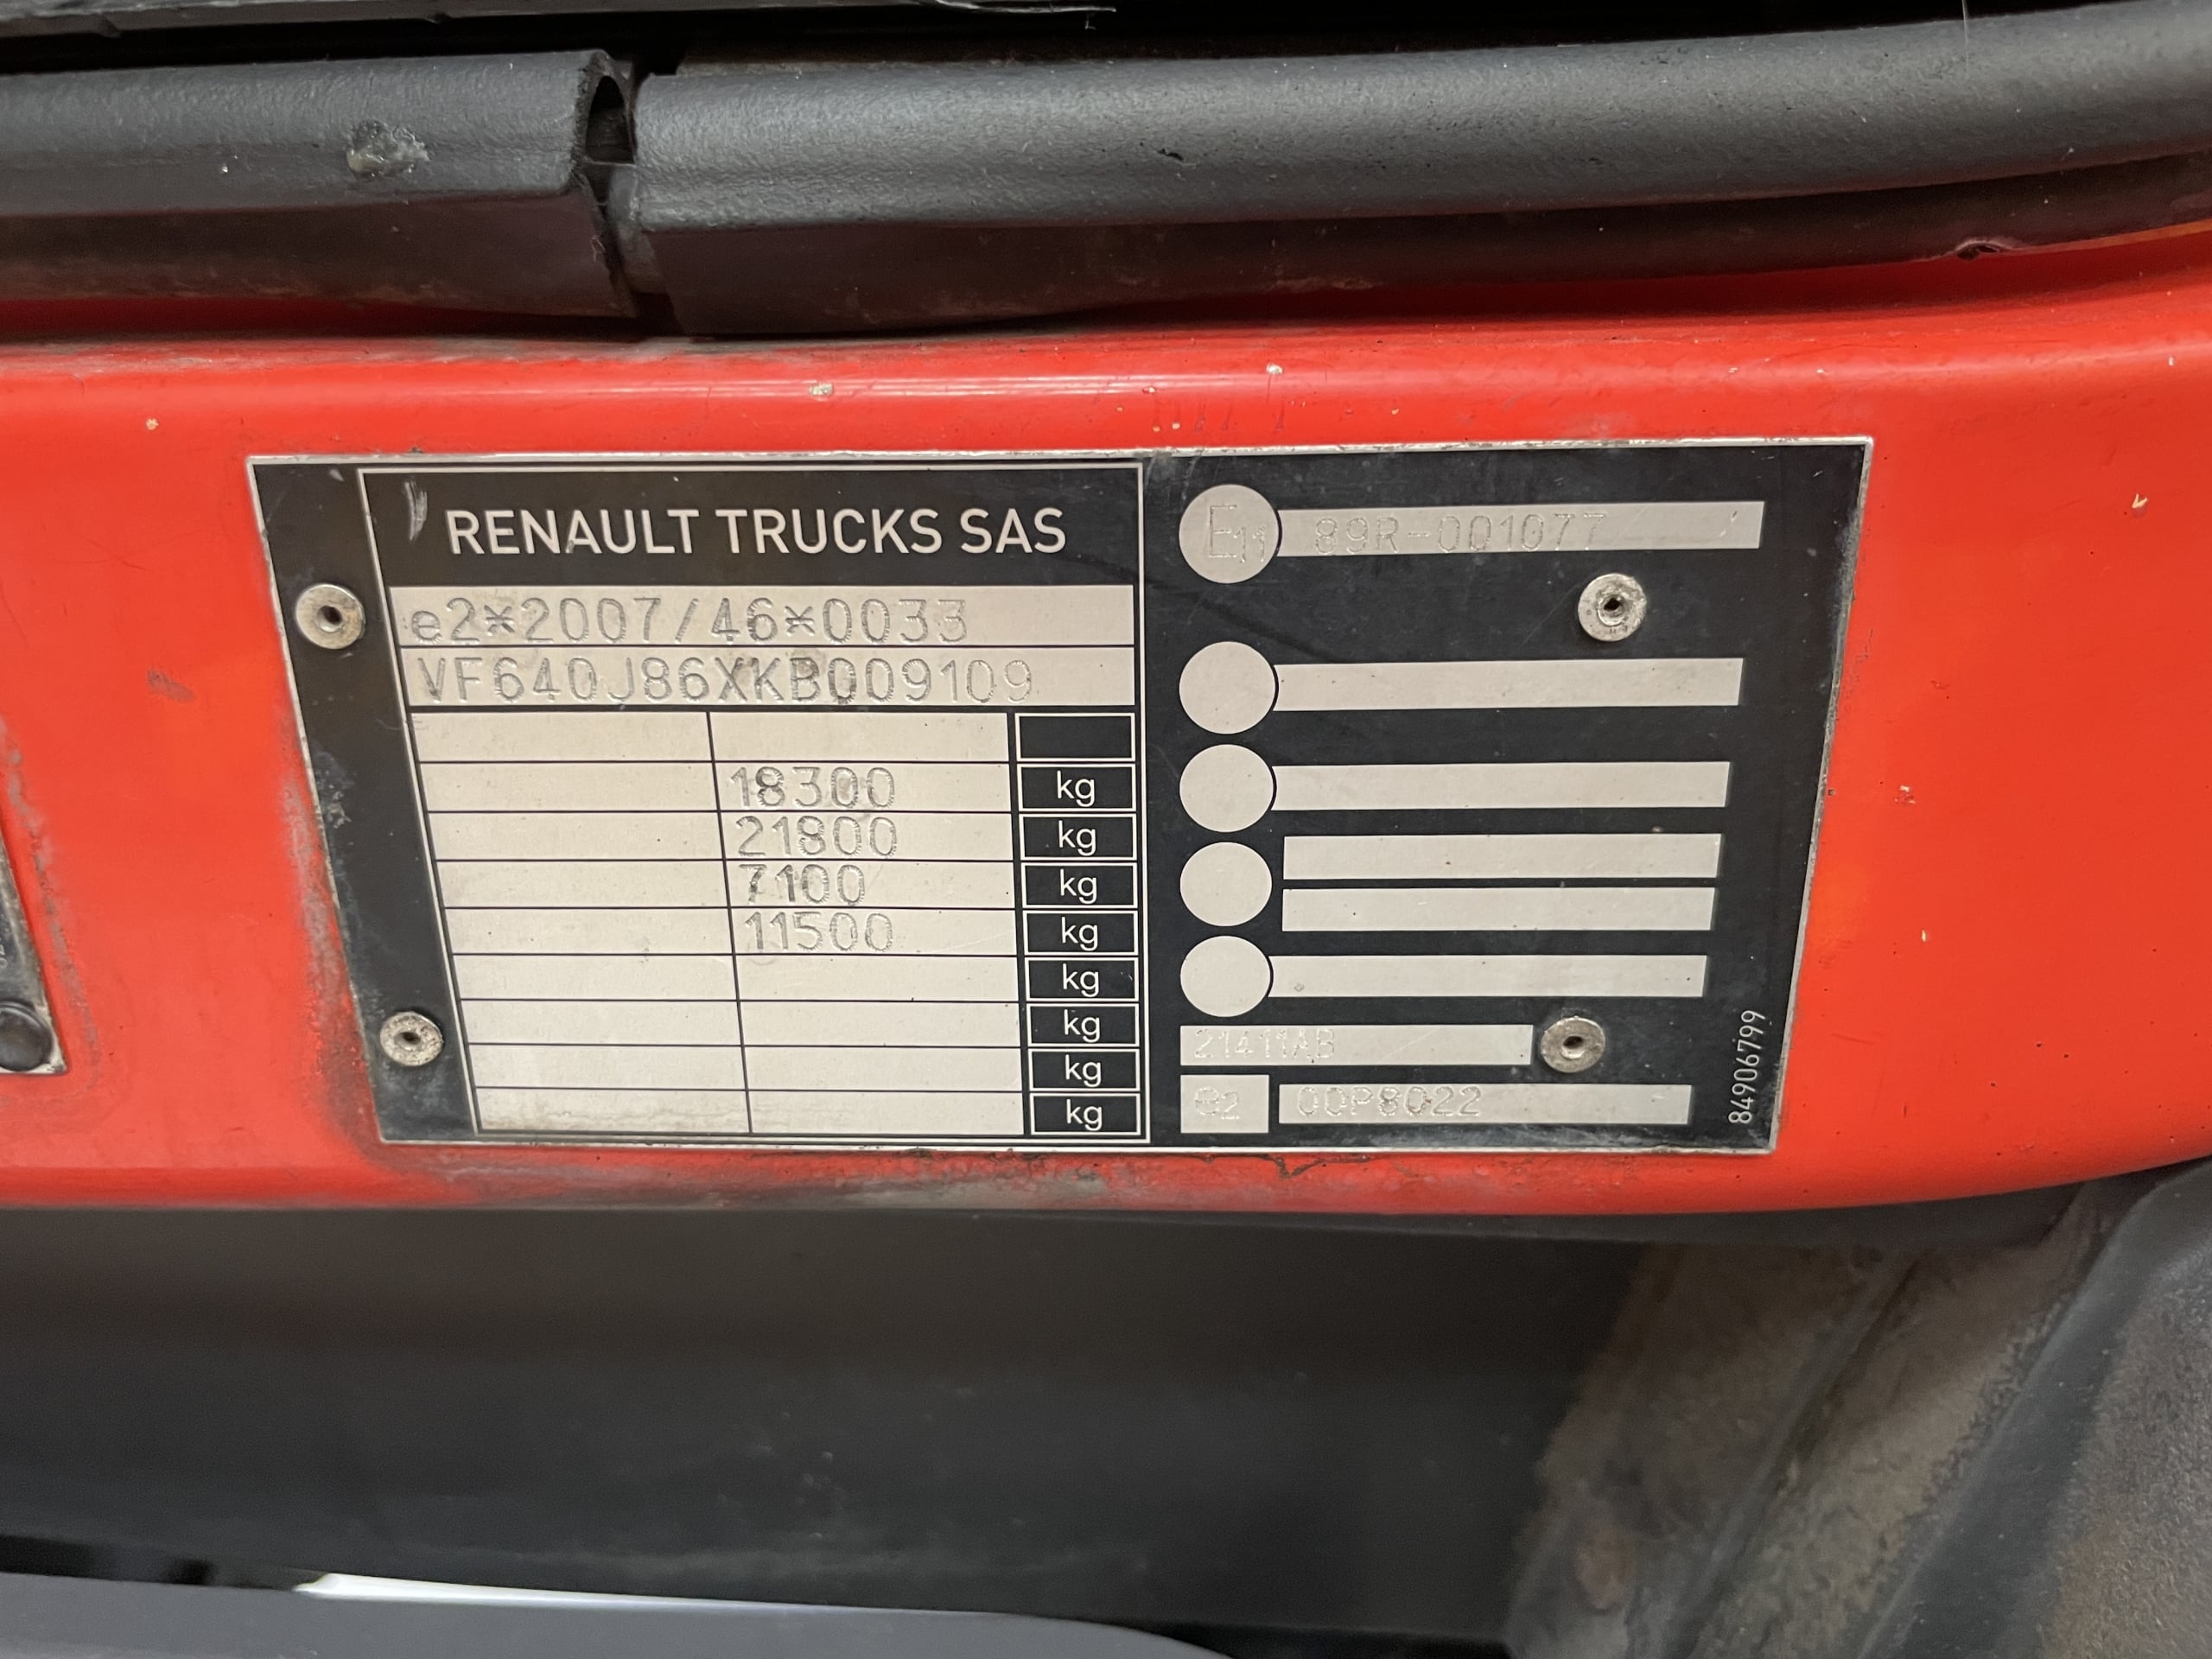 RENAULT TRUCKS SAS
e2*2007/46*0033
VF640J86XKB009109
18300 kg
21800 kg
7100 kg
11500 kg
kg
kg
kg
kg
E11 89R-001077
21411AB
e2 00P8022
84906799